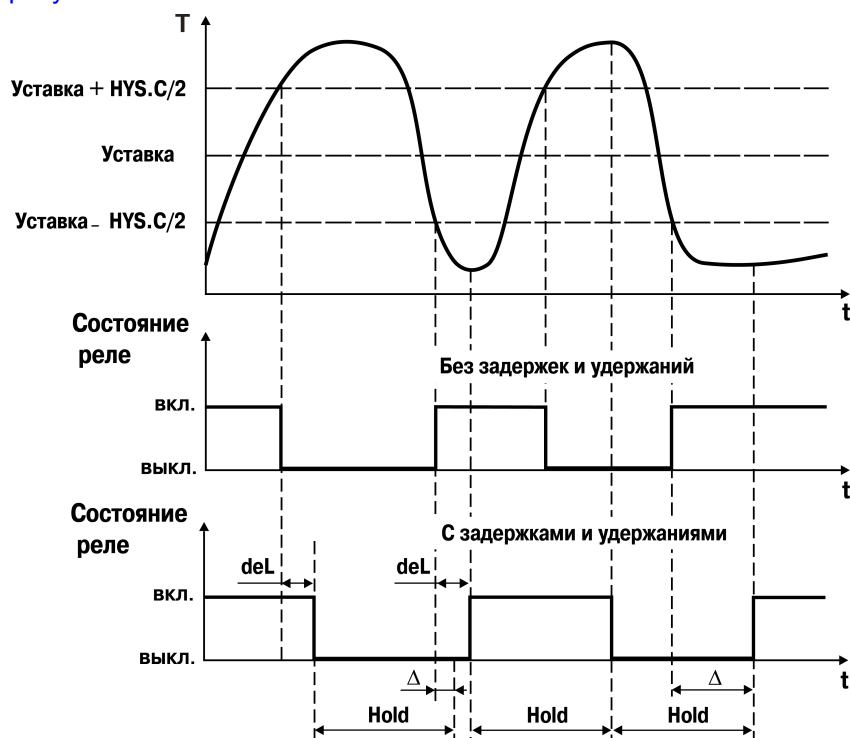 T
Уставка + HYS.C/2
Уставка
Уставка - HYS.C/2
t
Состояние
реле
Без задержек и удержаний
ВКЛ.
ВЫКЛ.
t
Состояние
реле
С задержками и удержаниями
deL
deL
ВКЛ.
ВЫКЛ.
Δ
Δ
t
Hold
Hold
Hold